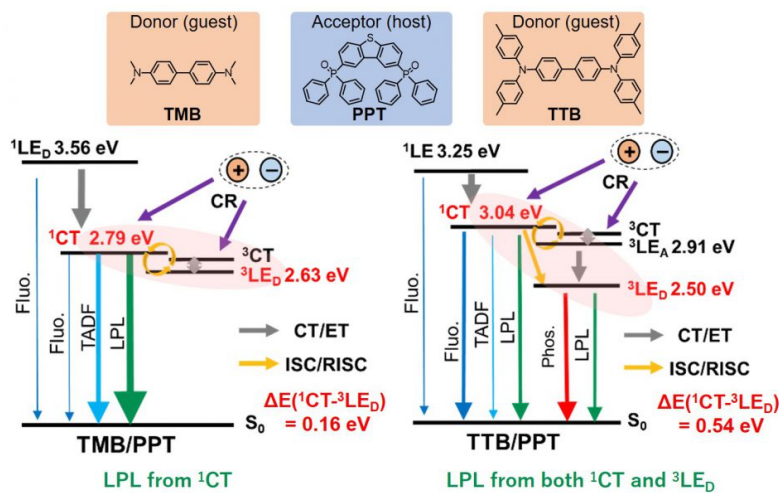 Donor (guest)
N
N
TMB
Acceptor (host)
S
O
P
P
O
PPT
Donor (guest)
N
N
TTB
¹LE_D 3.56 eV
+ −
CR
¹CT 2.79 eV
³CT
³LE_D 2.63 eV
Fluo.
Fluo.
TADF
LPL
CT/ET
ISC/RISC
ΔE(¹CT-³LE_D)
= 0.16 eV
S₀
TMB/PPT
LPL from ¹CT
¹LE 3.25 eV
+ −
CR
¹CT 3.04 eV
³CT
³LE_A 2.91 eV
³LE_D 2.50 eV
Fluo.
Fluo.
TADF
LPL
Phos.
LPL
CT/ET
ISC/RISC
ΔE(¹CT-³LE_D)
= 0.54 eV
S₀
TTB/PPT
LPL from both ¹CT and ³LE_D